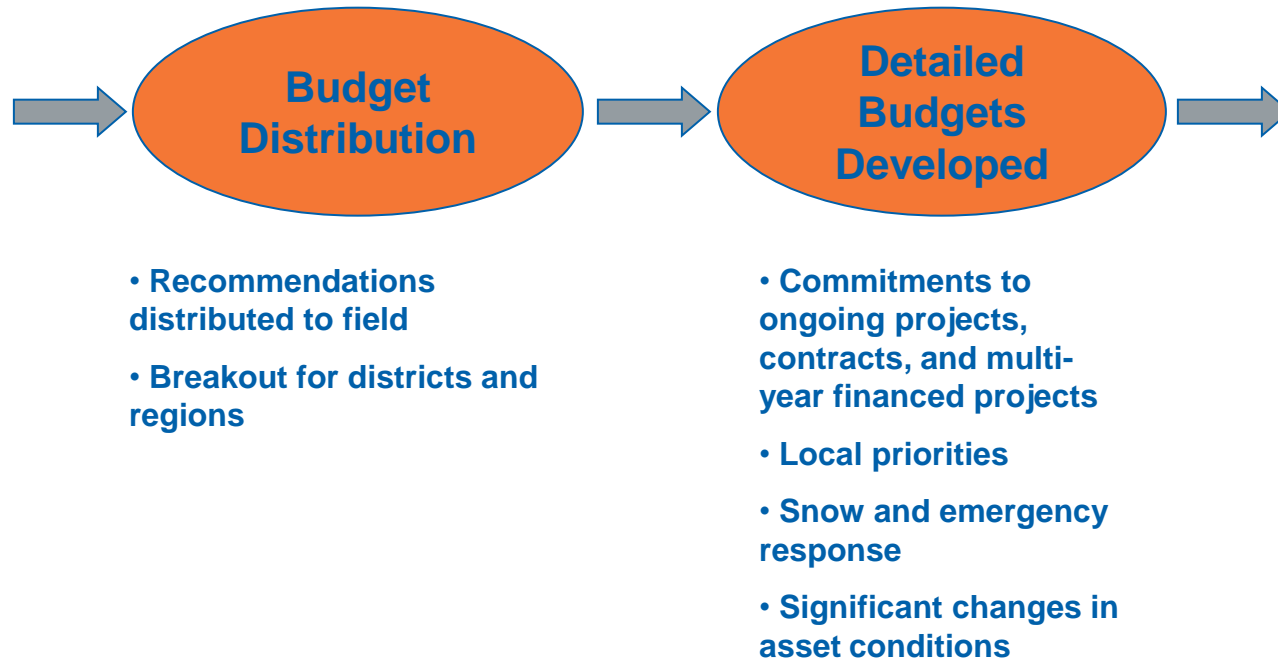 Budget
Distribution
Detailed
Budgets
Developed
• Recommendations
distributed to field
• Breakout for districts and
regions
• Commitments to
ongoing projects,
contracts, and multi-
year financed projects
• Local priorities
• Snow and emergency
response
• Significant changes in
asset conditions